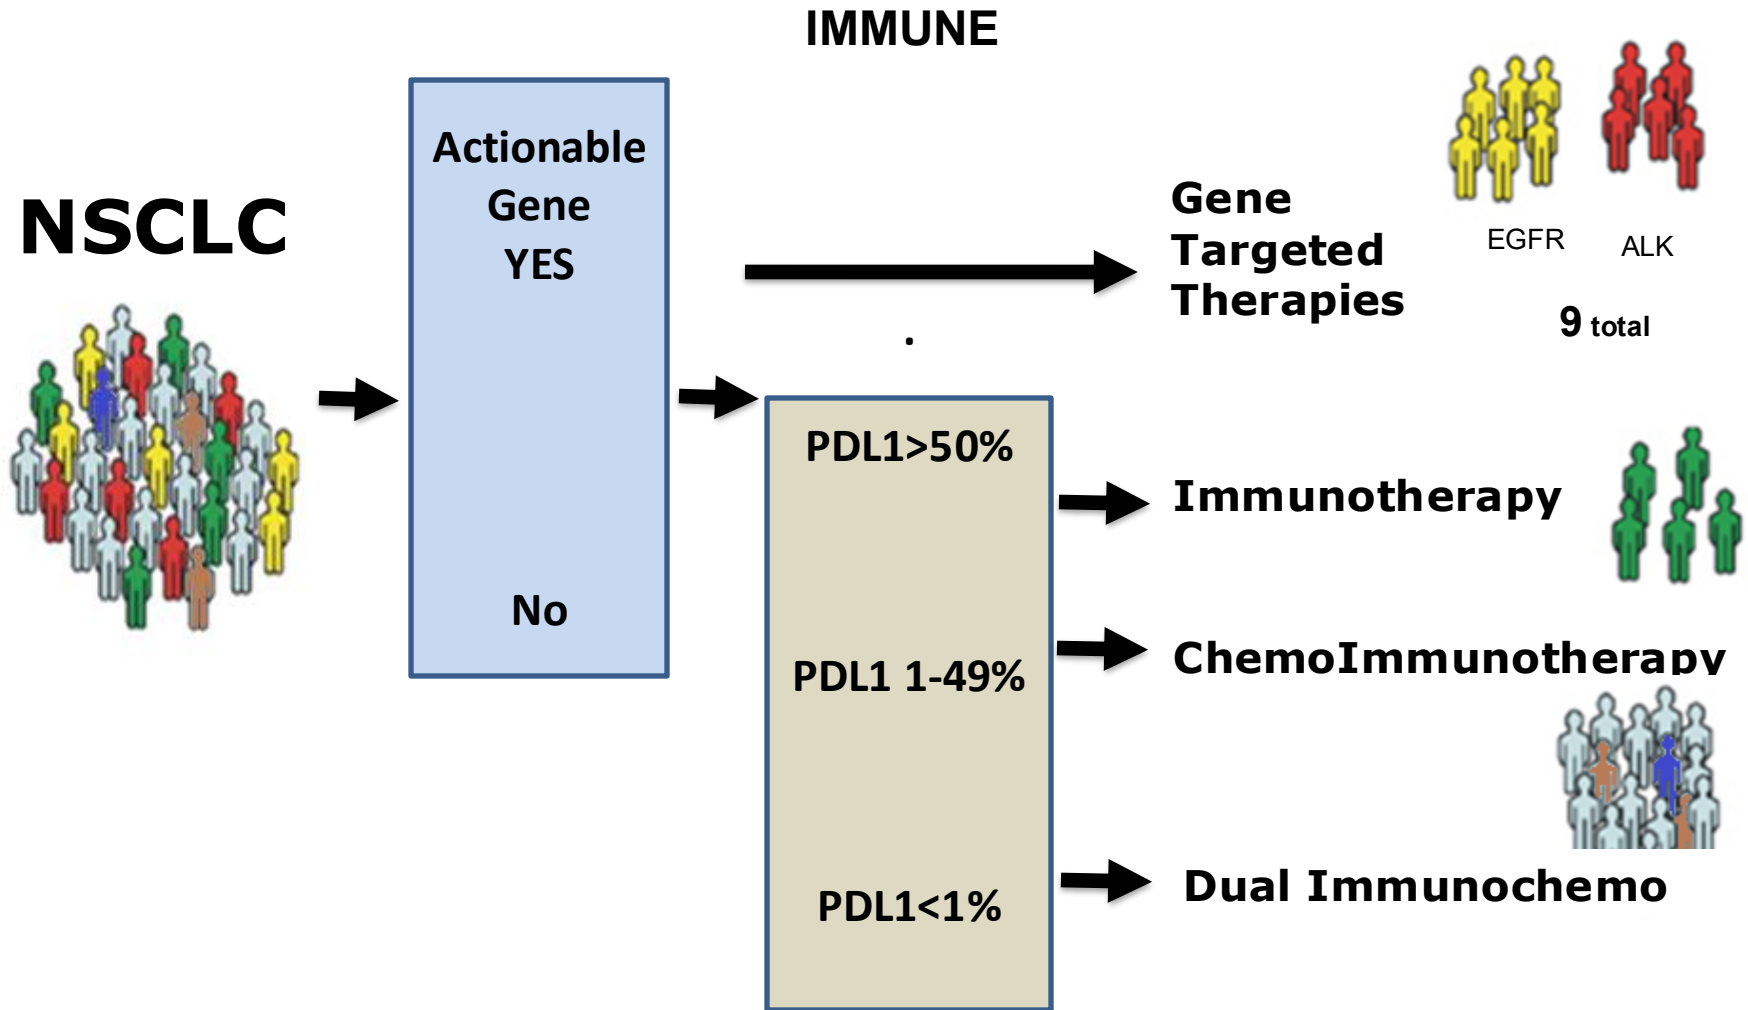 IMMUNE
NSCLC
Actionable
Gene
YES
No
Gene
Targeted
Therapies
EGFR
ALK
9 total
.
PDL1>50%
PDL1 1-49%
PDL1<1%
Immunotherapy
ChemoImmunotherapy
Dual Immunochemo